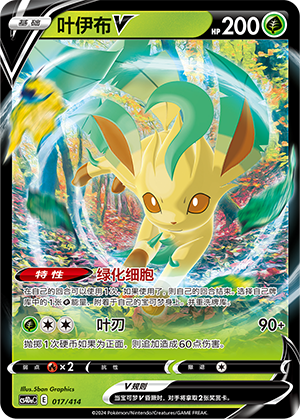 基础 叶伊布V HP 200
特性 绿化细胞
在自己的回合可以使用1次。如果使用了,则自己的回合结束。选择自己牌
库中的1张 能量,附着于自己的宝可梦身上。并重洗牌库。
叶刃 90+
抛掷1次硬币如果为正面,则追加造成60点伤害。
弱点 ×2 抵抗力 撤退
Illus.5ban Graphics
CS4DaC E 017/414
V规则
当宝可梦V昏厥时,对手将拿取2张奖赏卡。
©2024 Pokémon/Nintendo/Creatures/GAME FREAK.